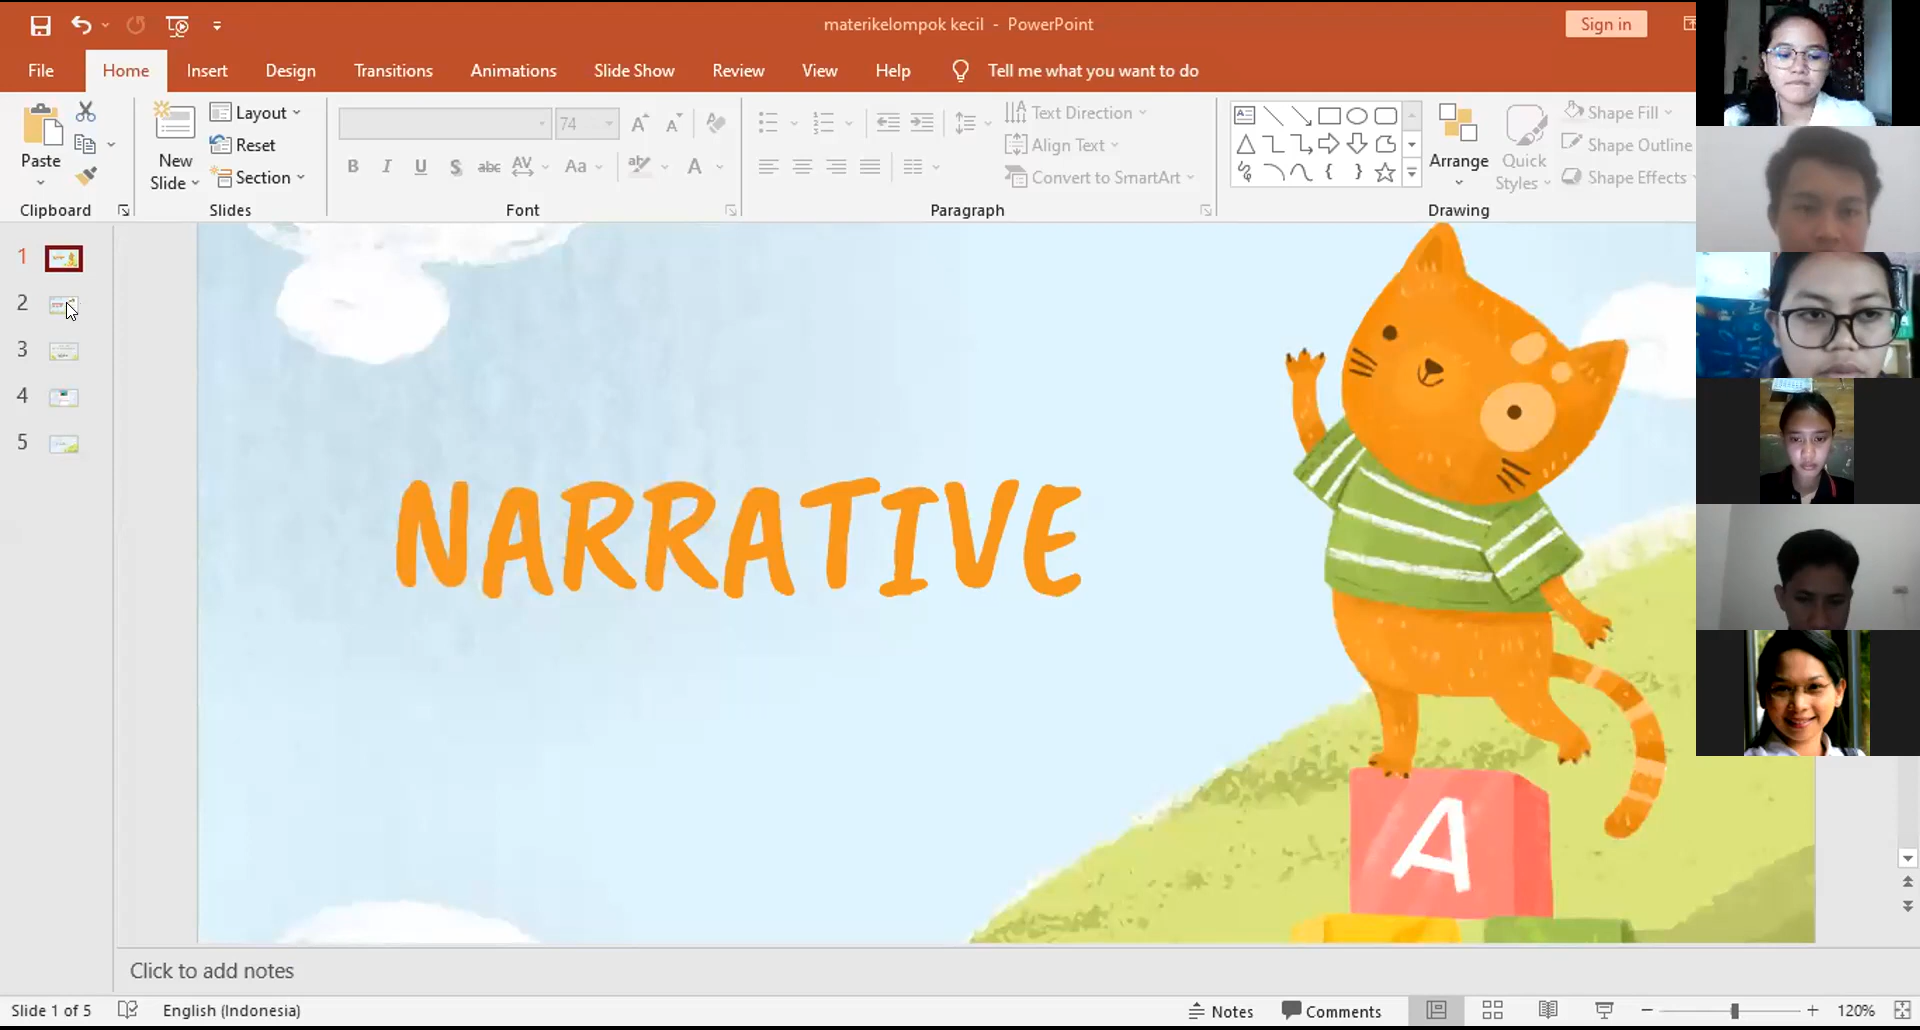 materikelompok kecil - PowerPoint
Sign in
File Home Insert Design Transitions Animations Slide Show Review View Help Tell me what you want to do
Paste
Clipboard
New Slide
Layout
Reset
Section
Slides
74
Font
Text Direction
Align Text
Convert to SmartArt
Paragraph
Arrange
Quick Styles
Shape Fill
Shape Outline
Shape Effects
Drawing
1
2
3
4
5
NARRATIVE
A
Click to add notes
Slide 1 of 5
English (Indonesia)
Notes
Comments
120%